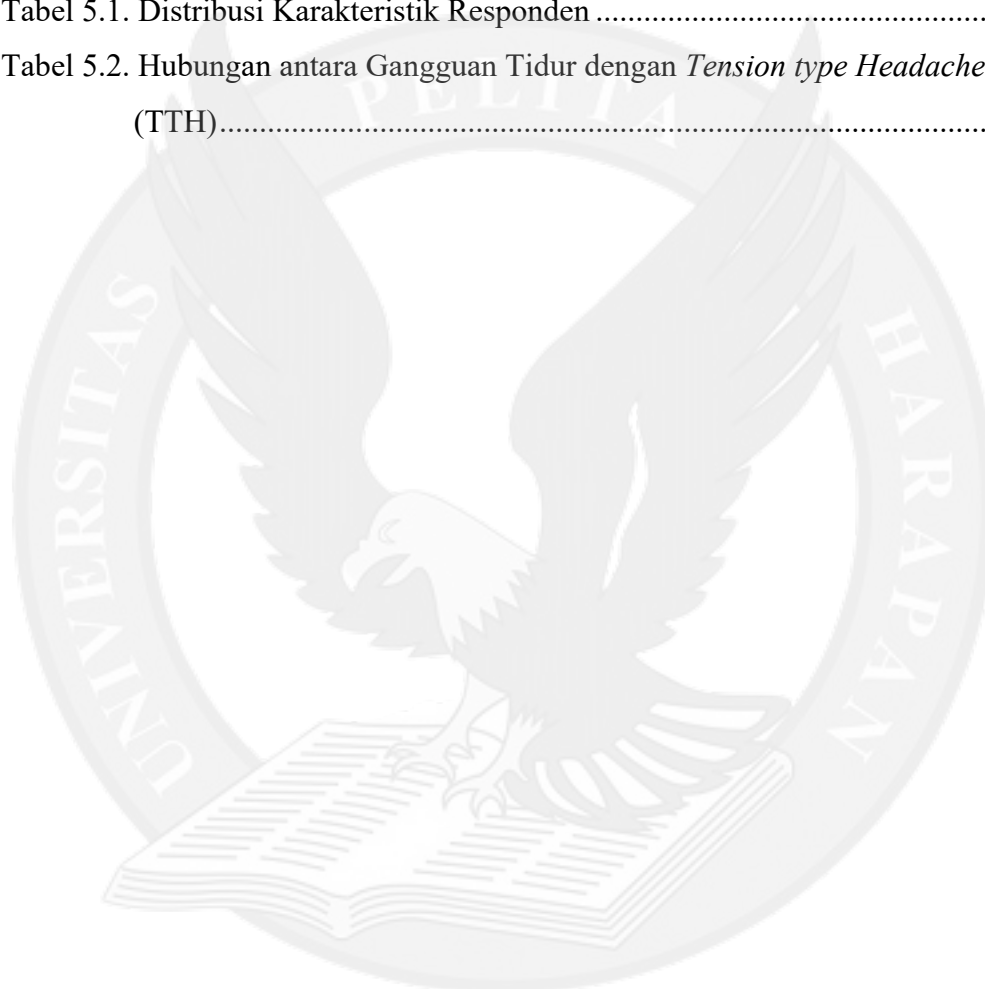 Tabel 5.1. Distribusi Karakteristik Responden ..........................................................
Tabel 5.2. Hubungan antara Gangguan Tidur dengan Tension type Headache
(TTH)....................................................................................................................
UNIVERSITAS PELITA HARAPAN